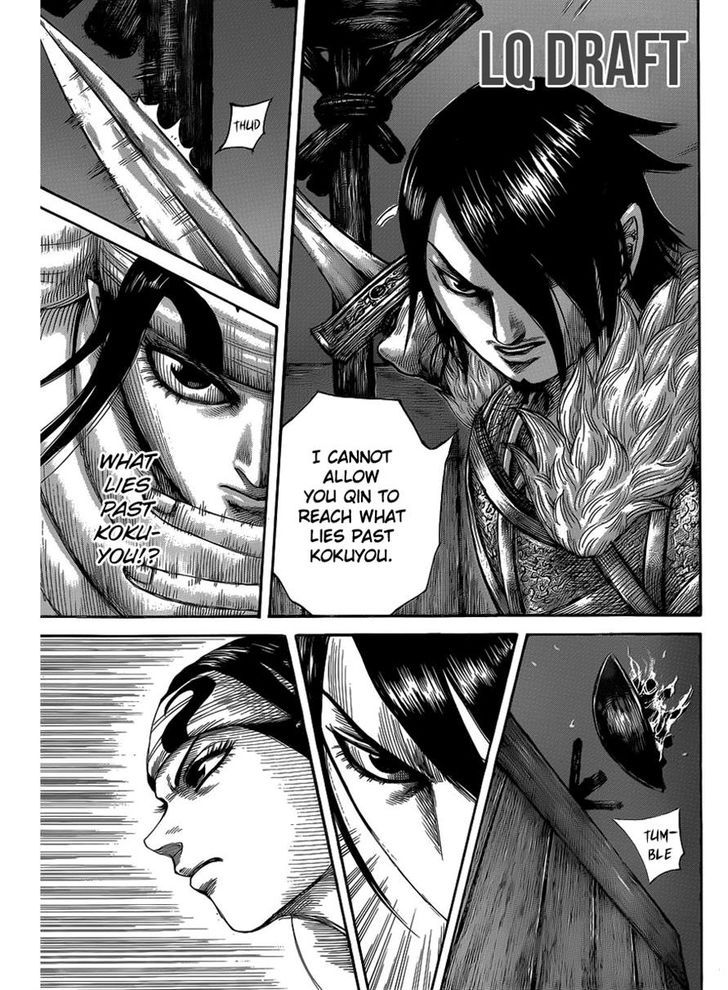 LQ DRAFT
I CANNOT
ALLOW
YOU QIN TO
REACH WHAT
LIES PAST
KOKUYOU.
THUD
WHAT
LIES
PAST
KOKU-
YOU!?
TUM-
BLE